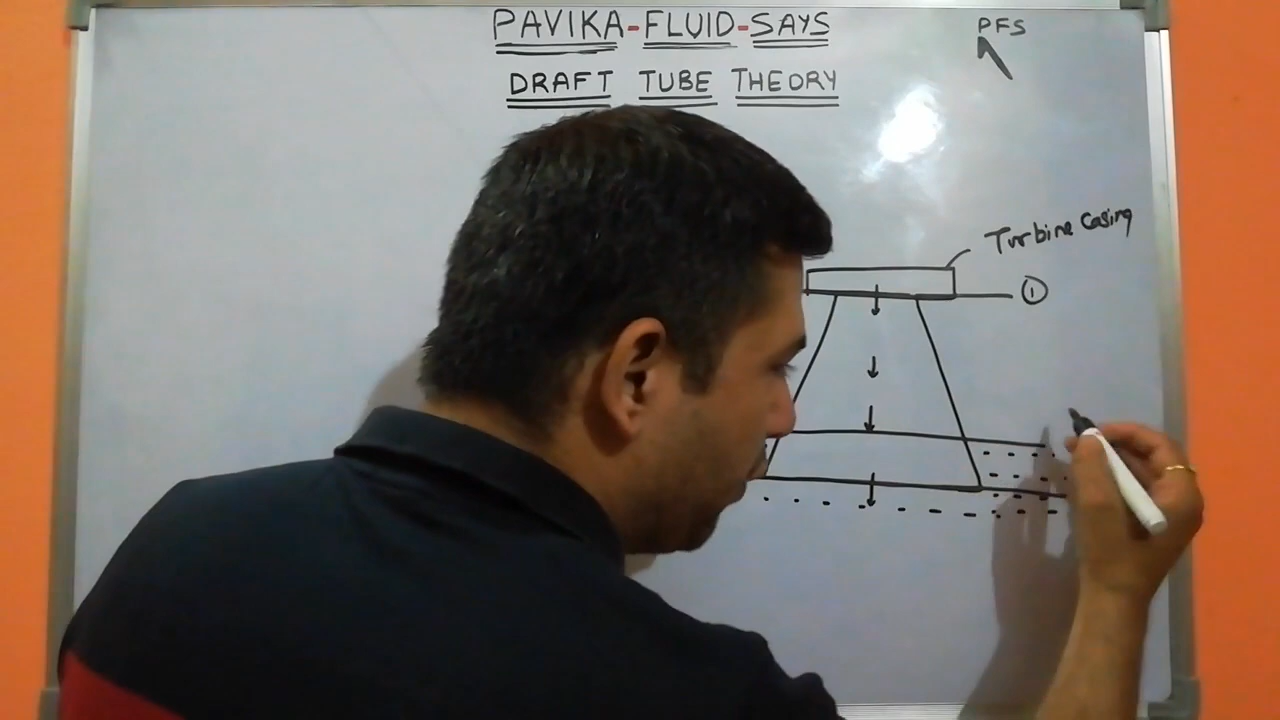 PAVIKA-FLUID-SAYS
PFS
DRAFT TUBE THEORY
Turbine Casing
①